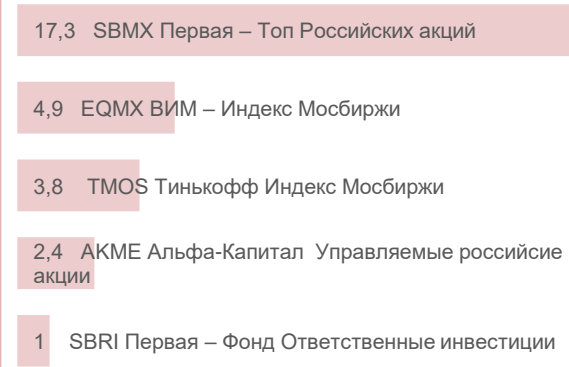 17,3 SBMX Первая – Топ Российских акций
4,9 EQMX ВИМ – Индекс Мосбиржи
3,8 TMOS Тинькофф Индекс Мосбиржи
2,4 AKME Альфа-Капитал Управляемые российсие
акции
1 SBRI Первая – Фонд Ответственные инвестиции